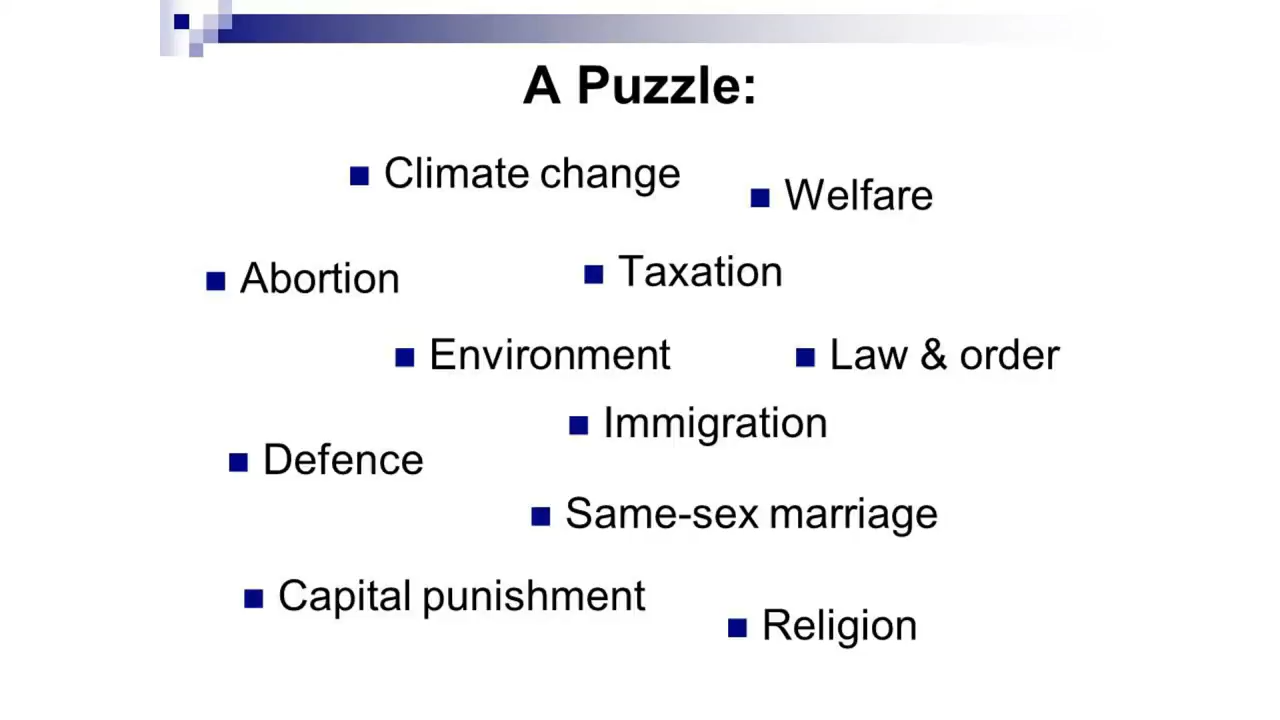 A Puzzle:
Climate change
Welfare
Abortion
Taxation
Environment
Law & order
Immigration
Defence
Same-sex marriage
Capital punishment
Religion